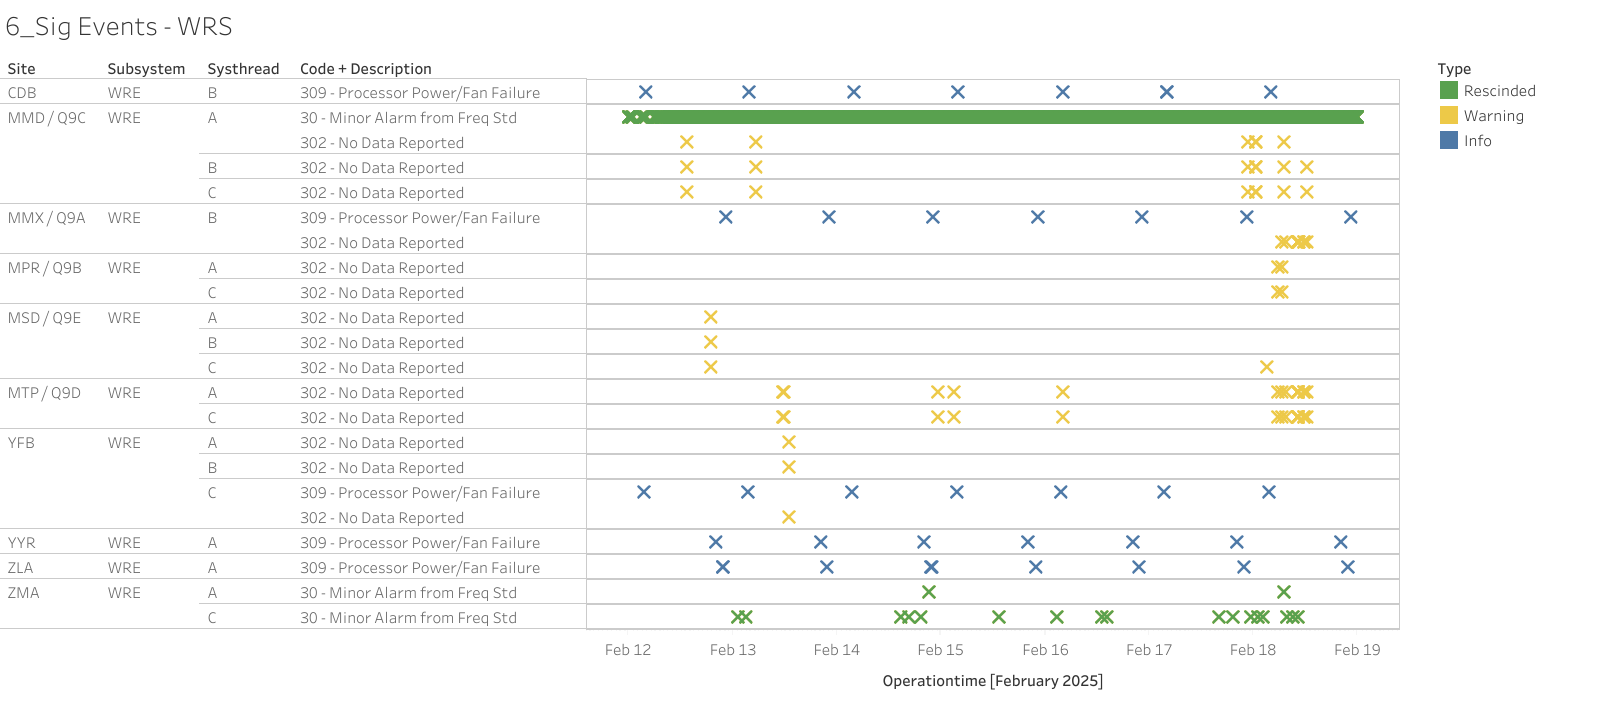 6_Sig Events - WRS
Site Subsystem Systhread Code + Description Type
CDB WRE B 309 - Processor Power/Fan Failure Rescinded
MMD / Q9C WRE A 30 - Minor Alarm from Freq Std Warning
302 - No Data Reported Info
B 302 - No Data Reported
C 302 - No Data Reported
MMX / Q9A WRE B 309 - Processor Power/Fan Failure
302 - No Data Reported
MPR / Q9B WRE A 302 - No Data Reported
C 302 - No Data Reported
MSD / Q9E WRE A 302 - No Data Reported
B 302 - No Data Reported
C 302 - No Data Reported
MTP / Q9D WRE A 302 - No Data Reported
C 302 - No Data Reported
YFB WRE A 302 - No Data Reported
B 302 - No Data Reported
C 309 - Processor Power/Fan Failure
302 - No Data Reported
YYR WRE A 309 - Processor Power/Fan Failure
ZLA WRE A 309 - Processor Power/Fan Failure
ZMA WRE A 30 - Minor Alarm from Freq Std
C 30 - Minor Alarm from Freq Std
Feb 12 Feb 13 Feb 14 Feb 15 Feb 16 Feb 17 Feb 18 Feb 19
Operationtime [February 2025]